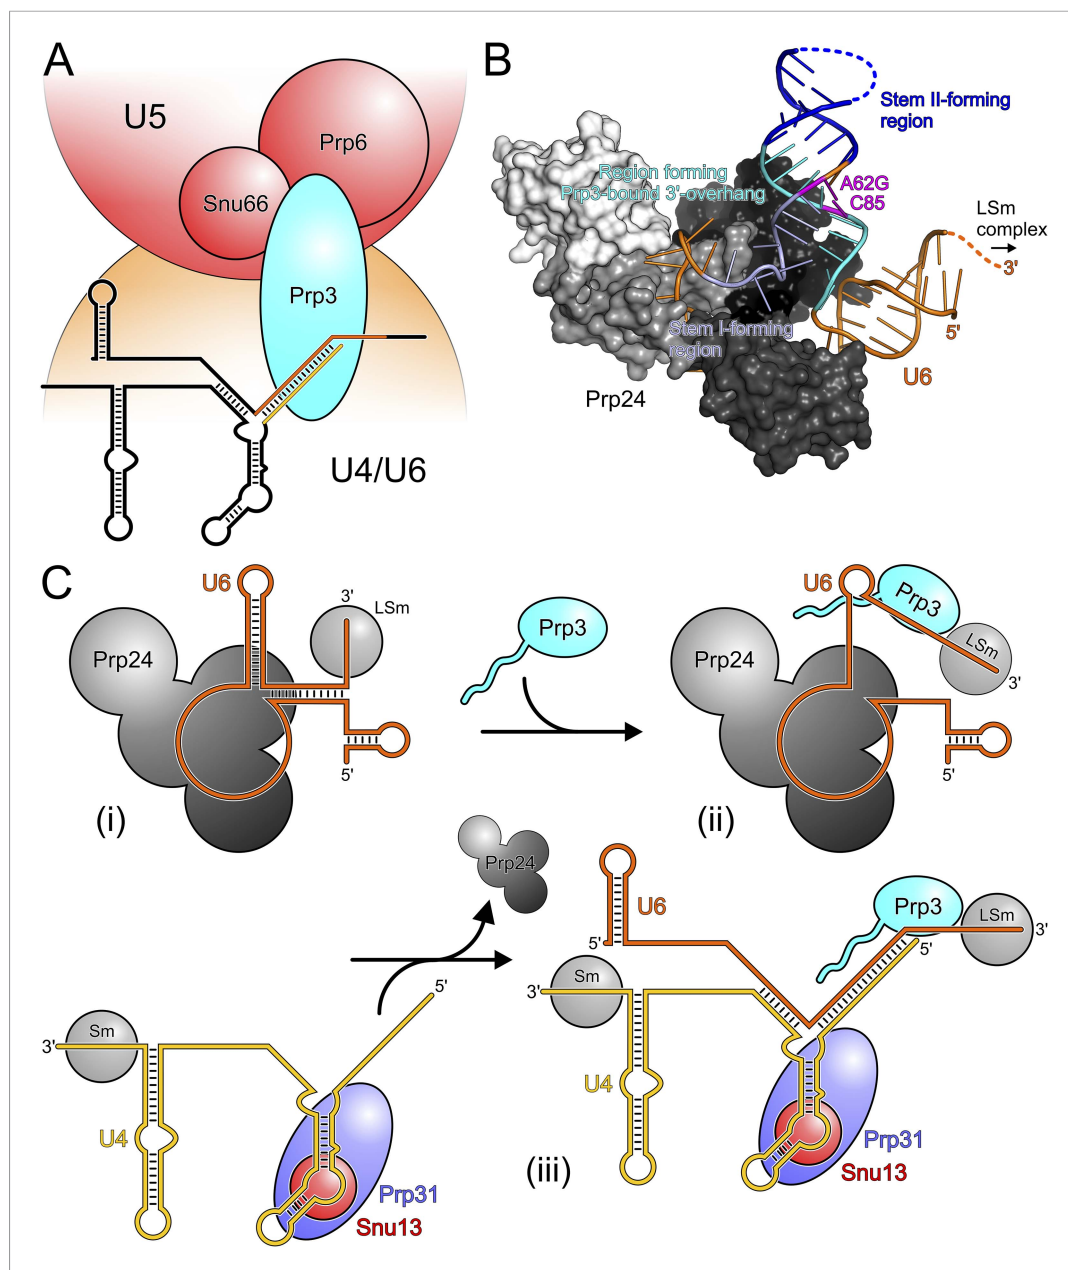 A
U5
Prp6
Snu66
Prp3
U4/U6
B
Stem II-forming
region
Region forming
Prp3-bound 3'-overhang
A62G
C85
LSm
complex
3'
5'
Stem I-forming
region
U6
Prp24
C
U6
3'
LSm
Prp24
5'
(i)
Prp3
U6
Prp3
Prp24
LSm
3'
5'
(ii)
Prp24
5'
Sm
3'
U4
Prp31
Snu13
U6
Prp3
LSm
5'
3'
5'
Sm
3'
U4
Prp31
Snu13
(iii)